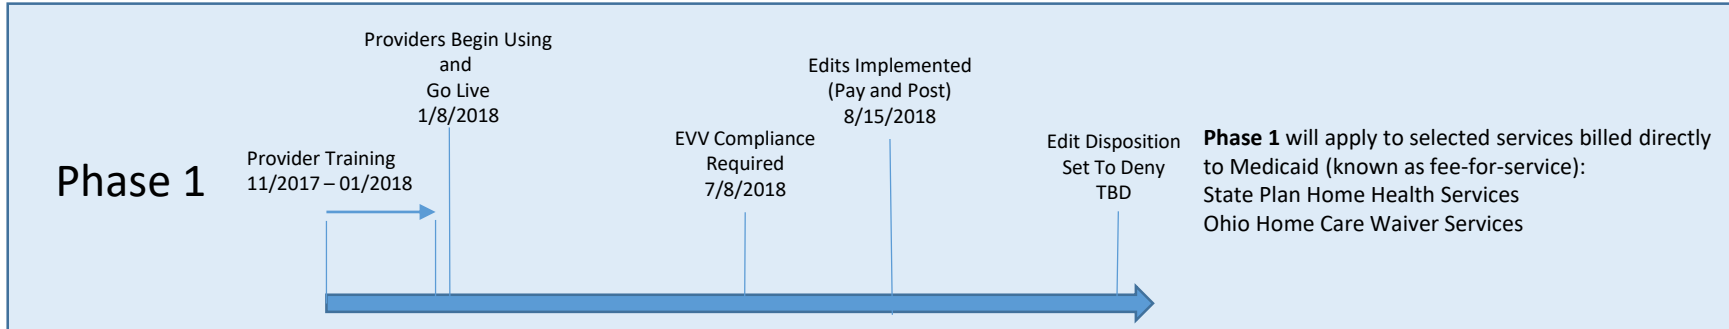 Phase 1
Provider Training
11/2017 – 01/2018
Providers Begin Using
and
Go Live
1/8/2018
EVV Compliance
Required
7/8/2018
Edits Implemented
(Pay and Post)
8/15/2018
Edit Disposition
Set To Deny
TBD
Phase 1 will apply to selected services billed directly
to Medicaid (known as fee-for-service):
State Plan Home Health Services
Ohio Home Care Waiver Services